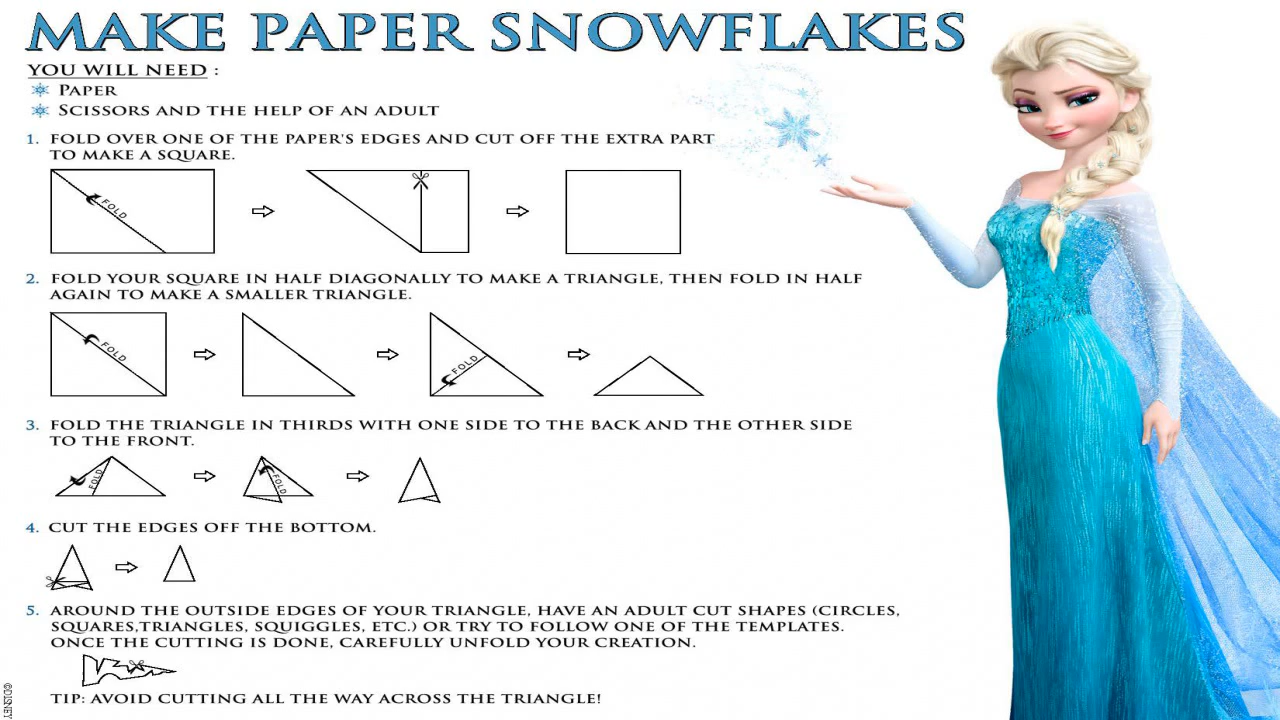 MAKE PAPER SNOWFLAKES
YOU WILL NEED :
PAPER
SCISSORS AND THE HELP OF AN ADULT
1. FOLD OVER ONE OF THE PAPER'S EDGES AND CUT OFF THE EXTRA PART
TO MAKE A SQUARE.
FOLD
2. FOLD YOUR SQUARE IN HALF DIAGONALLY TO MAKE A TRIANGLE, THEN FOLD IN HALF
AGAIN TO MAKE A SMALLER TRIANGLE.
FOLD
FOLD
3. FOLD THE TRIANGLE IN THIRDS WITH ONE SIDE TO THE BACK AND THE OTHER SIDE
TO THE FRONT.
FOLD
FOLD
4. CUT THE EDGES OFF THE BOTTOM.
5. AROUND THE OUTSIDE EDGES OF YOUR TRIANGLE, HAVE AN ADULT CUT SHAPES (CIRCLES,
SQUARES,TRIANGLES, SQUIGGLES, ETC.) OR TRY TO FOLLOW ONE OF THE TEMPLATES.
ONCE THE CUTTING IS DONE, CAREFULLY UNFOLD YOUR CREATION.
TIP: AVOID CUTTING ALL THE WAY ACROSS THE TRIANGLE!
©DISNEY